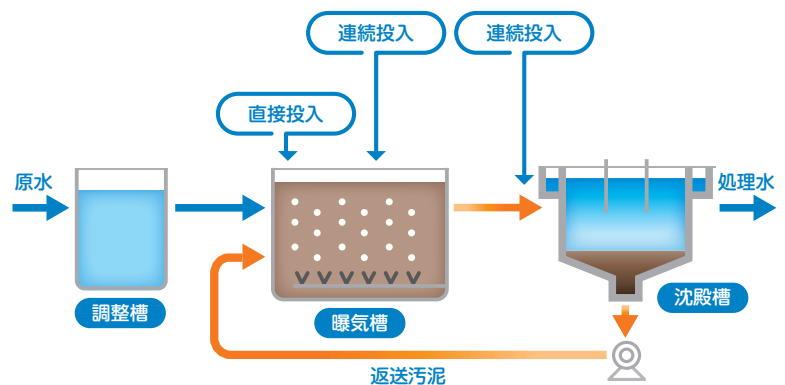 連続投入
連続投入
直接投入
原水
処理水
調整槽
曝気槽
沈殿槽
返送汚泥